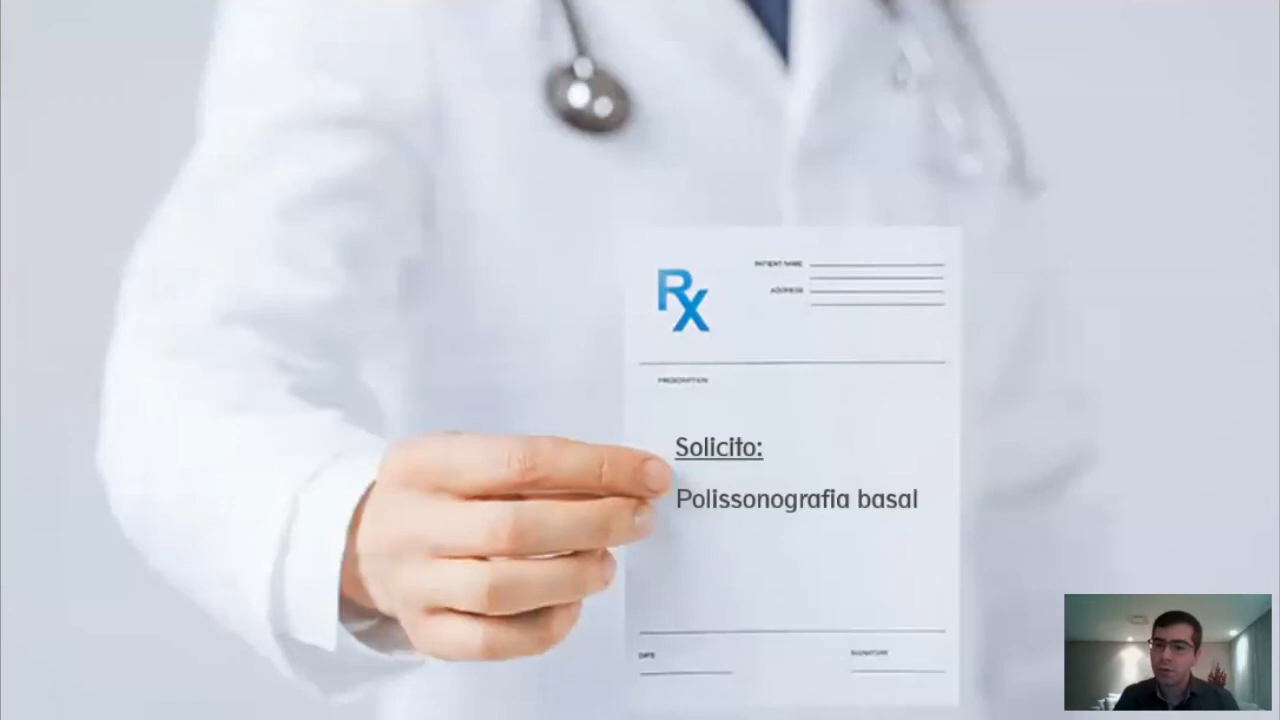 Rx
PATIENT NAME
ADDRESS
PRESCRIPTION
Solicito:
Polissonografia basal
DATE
SIGNATURE